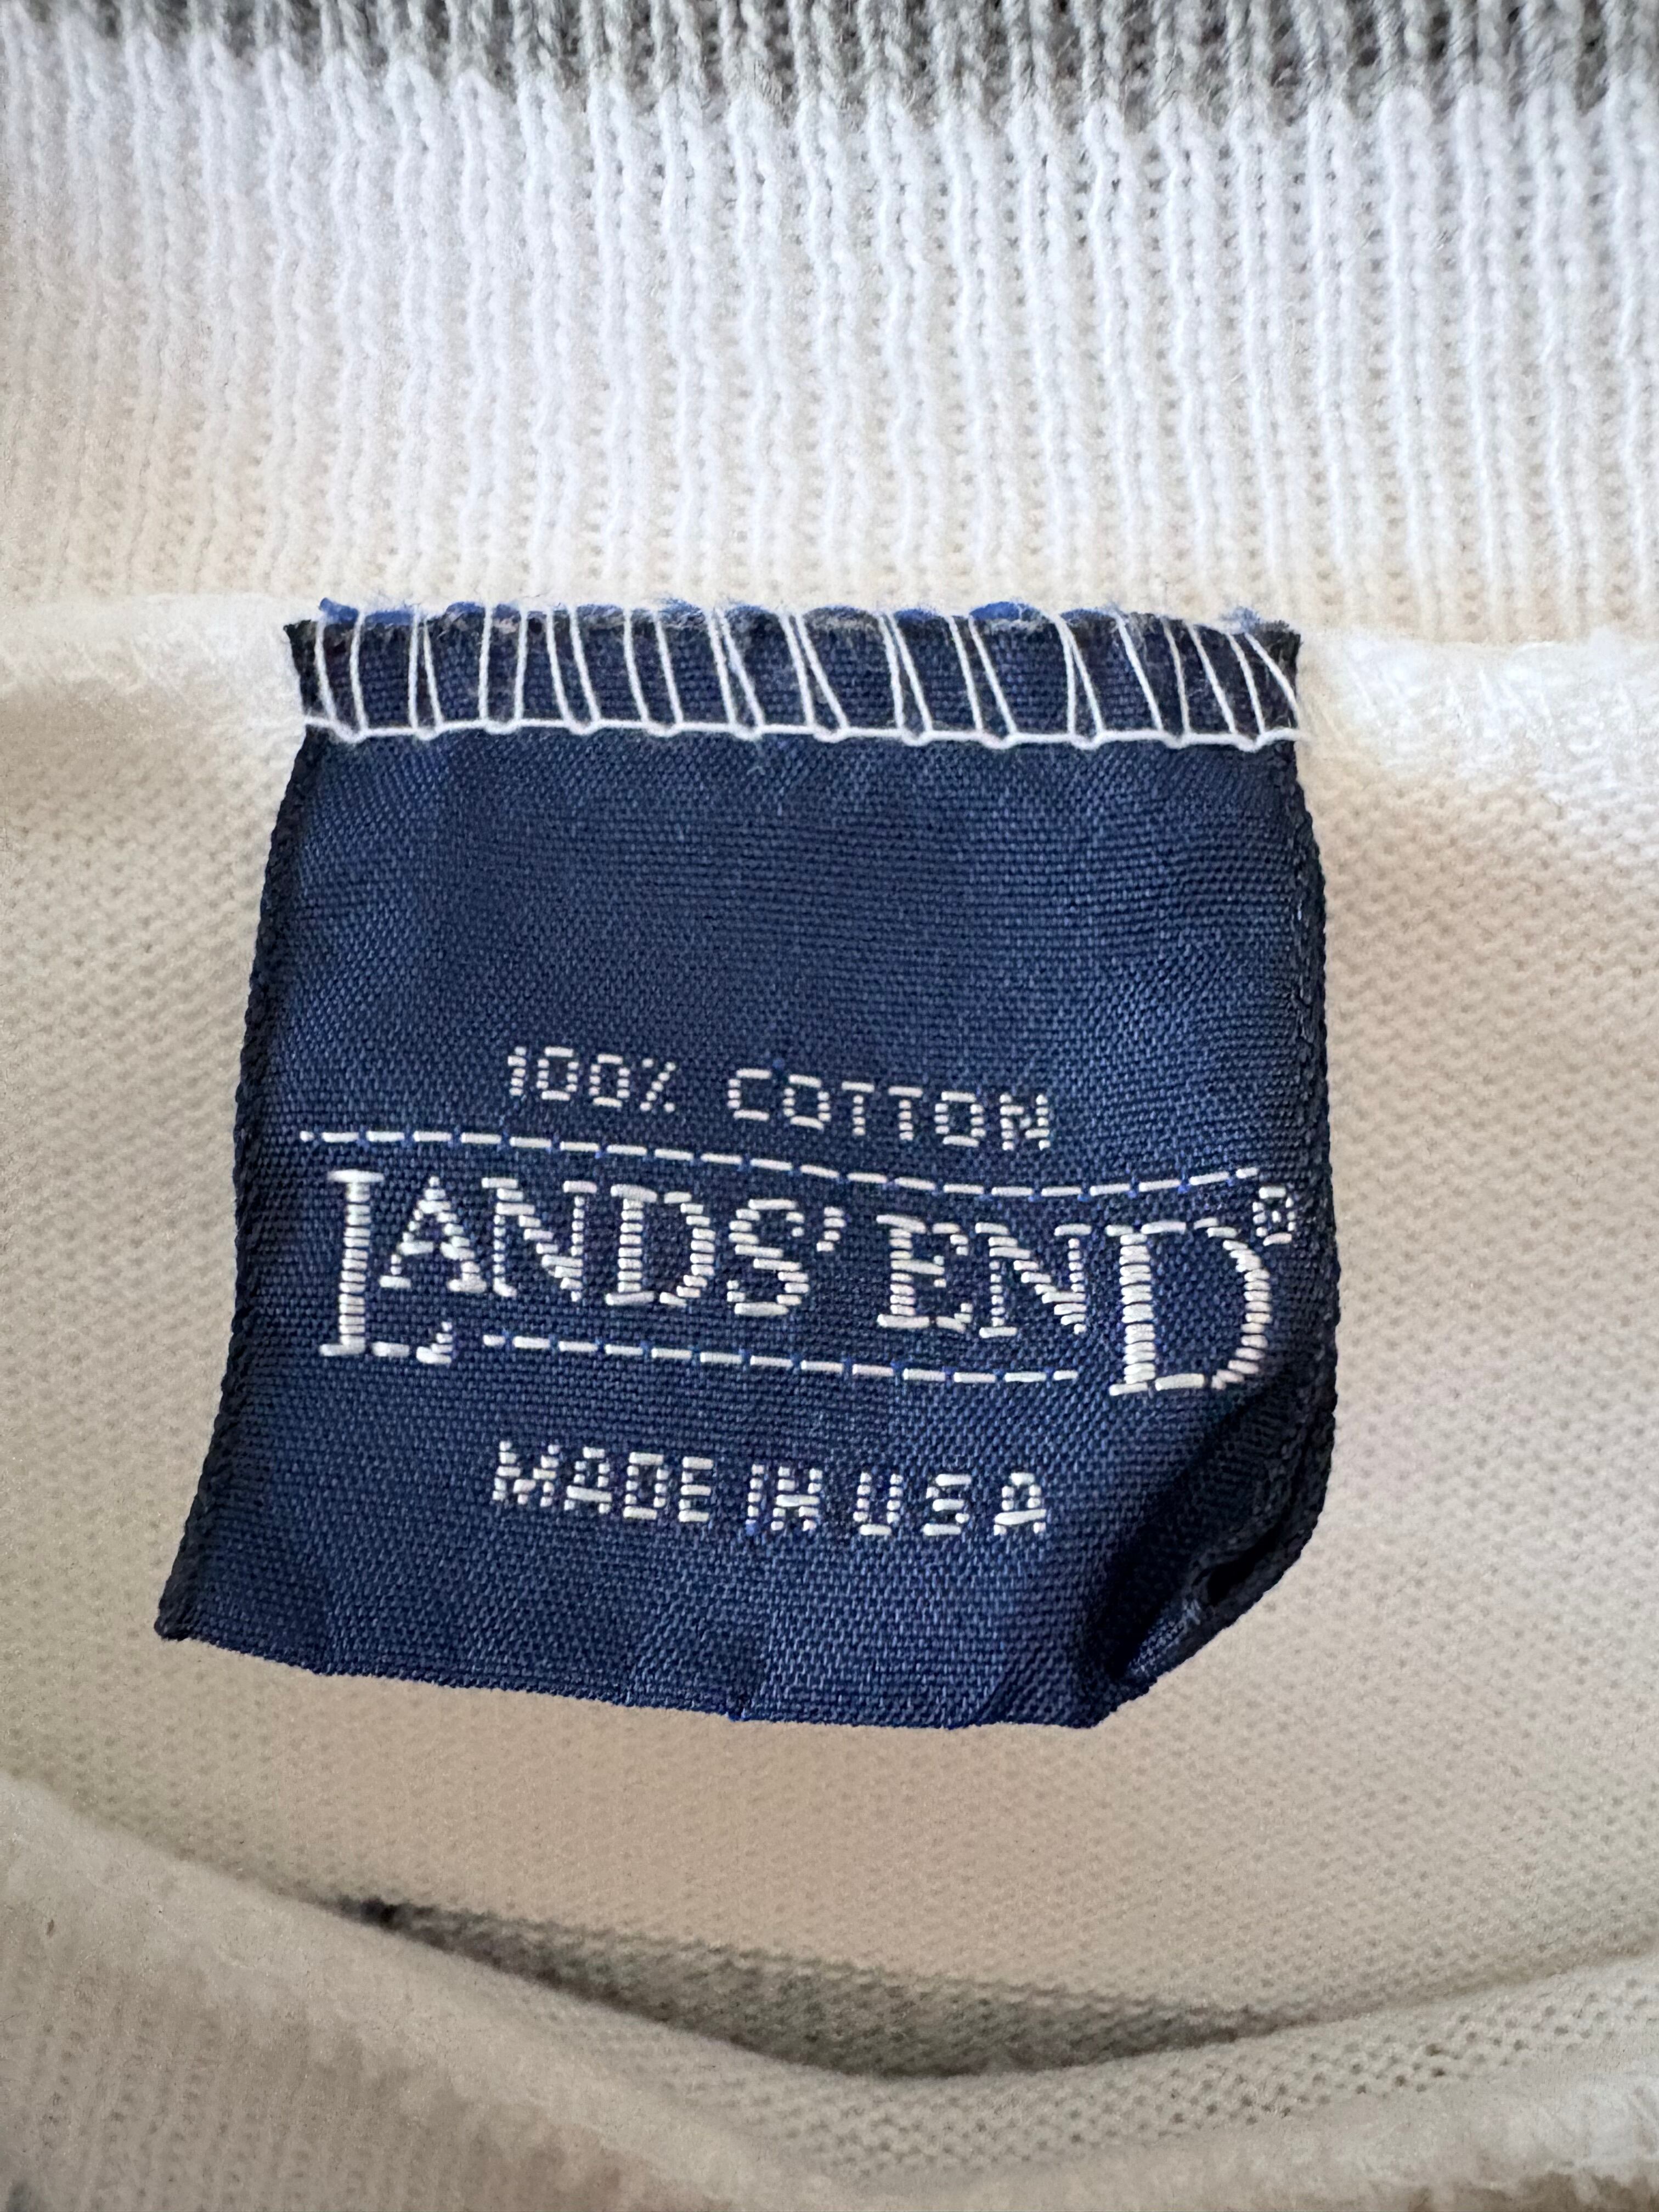 100% COTTON
LANDS' END®
MADE IN USA